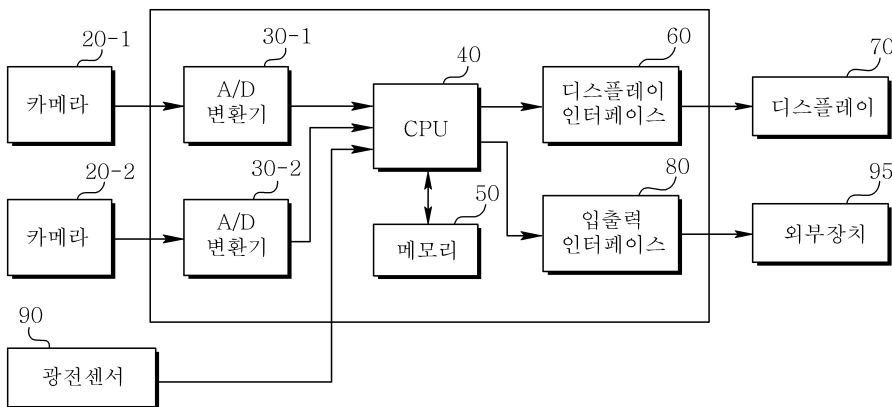 20-1
30-1
40
60
70
카메라
A/D
변환기
CPU
디스플레이
인터페이스
디스플레이
20-2
30-2
50
80
95
카메라
A/D
변환기
메모리
입출력
인터페이스
외부장치
90
광전센서